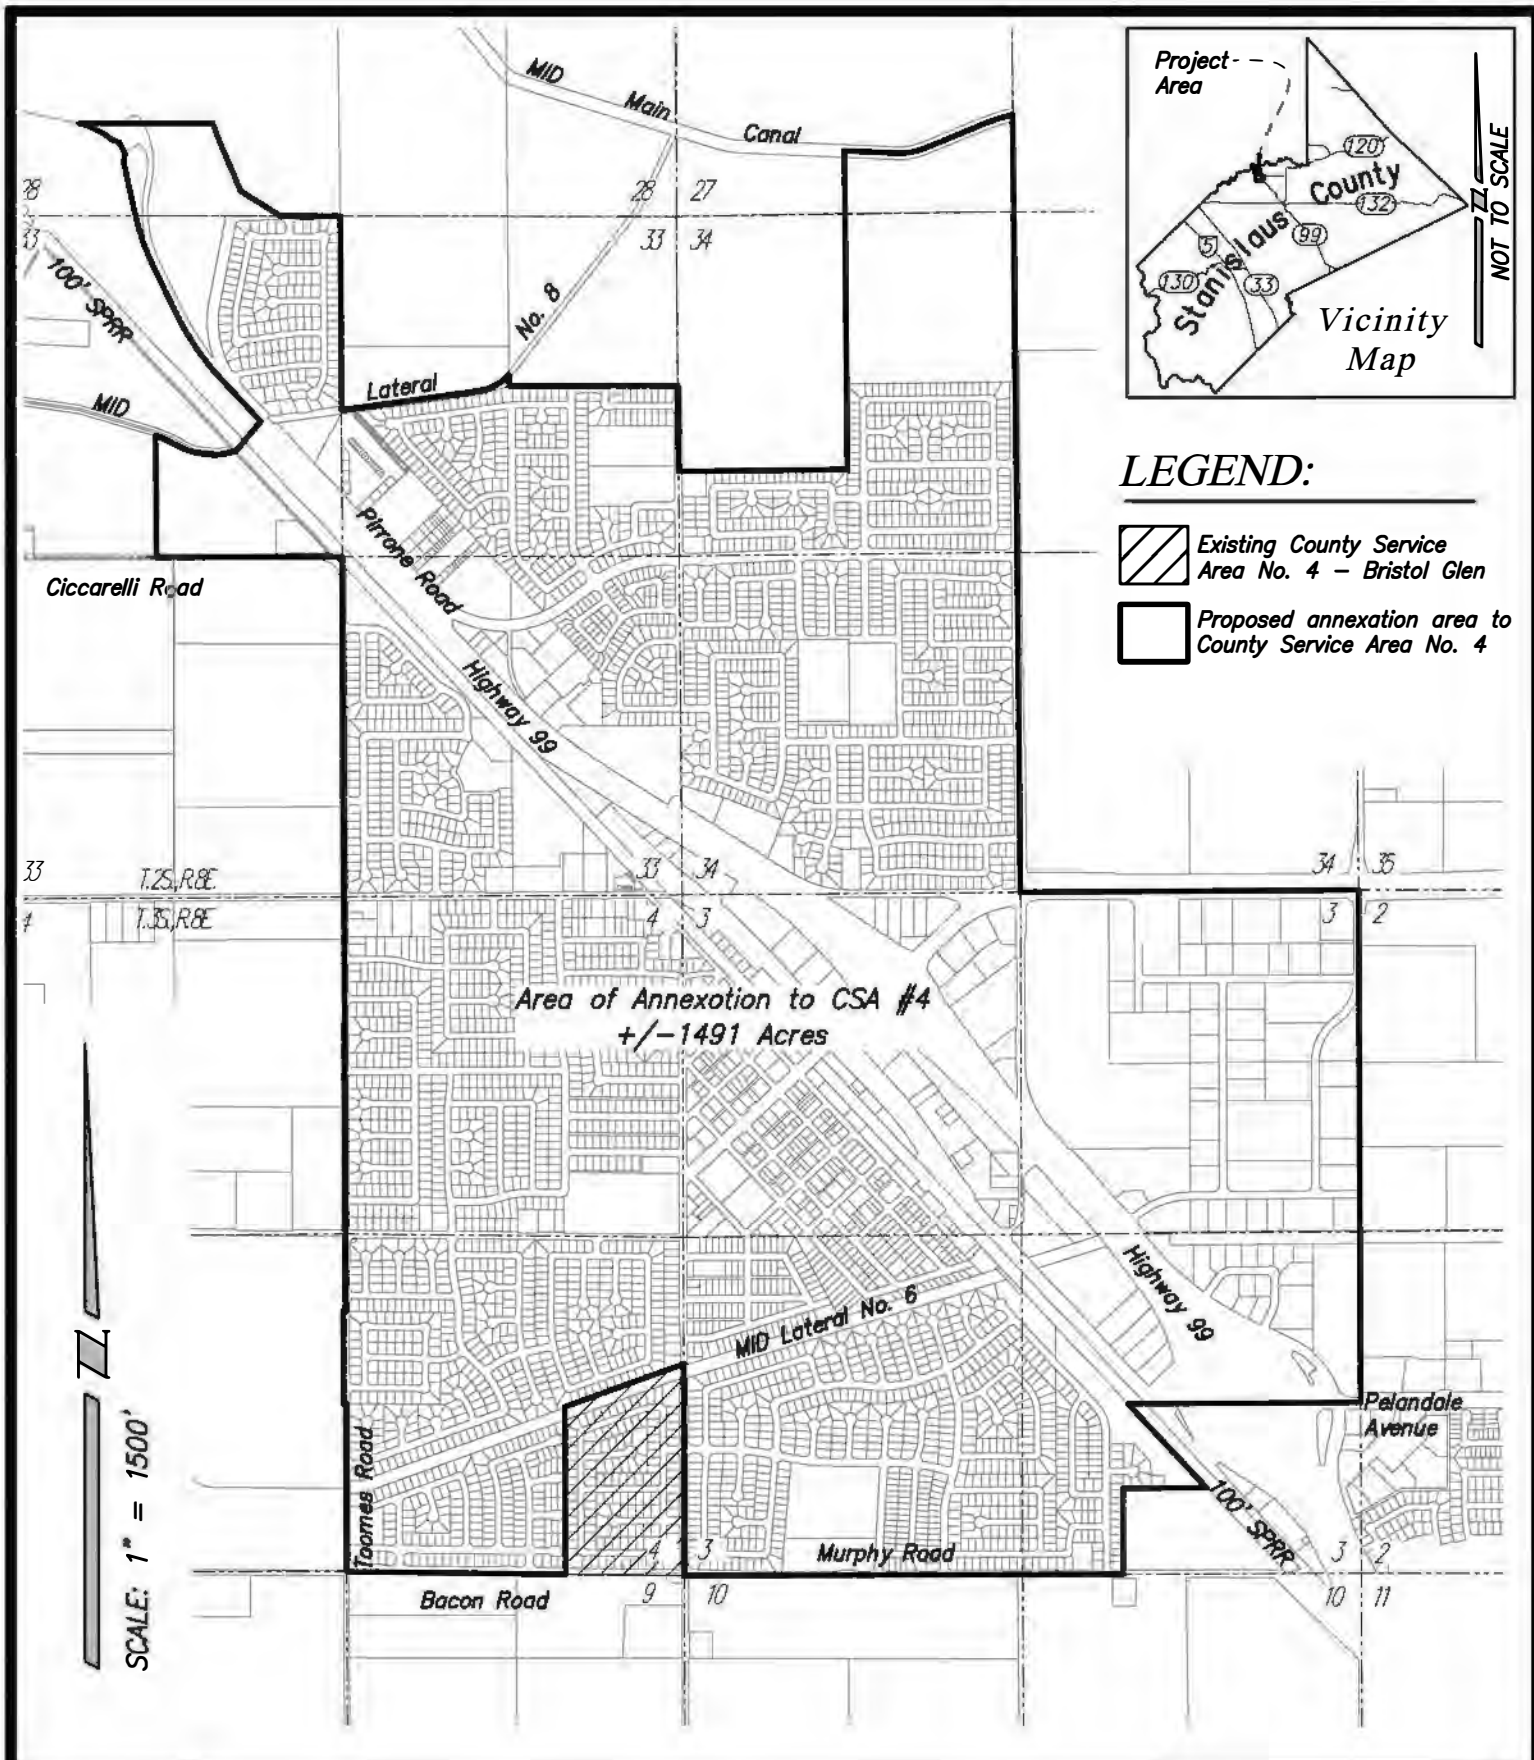 Project
Area
120
County
132
99
Stanislaus
5
130
33
Vicinity
Map
NOT TO SCALE
LEGEND:
Existing County Service
Area No. 4 – Bristol Glen
Proposed annexation area to
County Service Area No. 4
MID
Main
Canal
28
28 27
33
33 34
100' SPRR
No. 8
Lateral
MID
Pirrone Road
Ciccarelli Road
Highway 99
33
T.2S.,R.8E.
33 34
34 35
4
T.3S.,R.8E.
4 3
3 2
Area of Annexotion to CSA #4
+/-1491 Acres
Highway 99
MID Lateral No. 6
Pelandale
Avenue
Toomes Road
100' SPRR
4 3
Murphy Road
3 2
Bacon Road
9 10
10 11
SCALE: 1" = 1500'